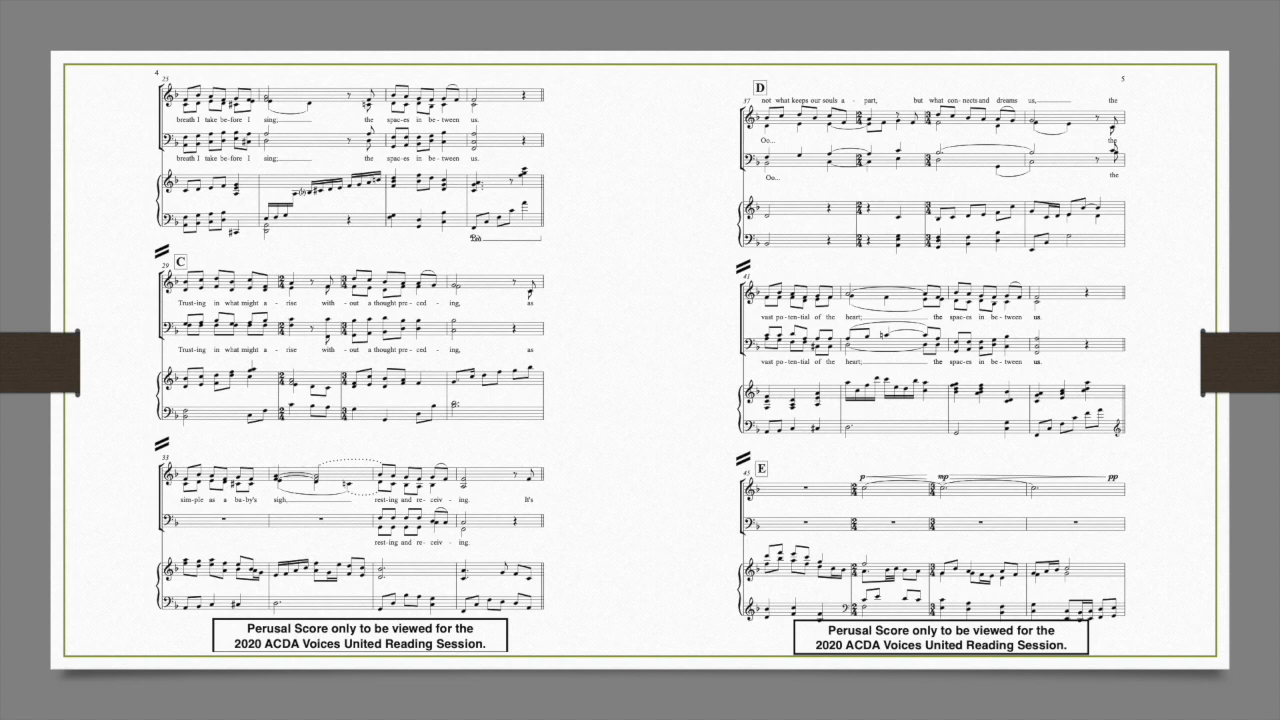 4
25
breath I take be-fore I sing; the spac-es in be-tween us.
breath I take be-fore I sing; the spac-es in be-tween us.
29
C
Trust-ing in what might a - rise with - out a thought pre - ced - ing, as
Trust-ing in what might a - rise with - out a thought pre - ced - ing, as
33
sim-ple as a ba-by's sigh, rest-ing and re - ceiv - ing. It's
rest-ing and re - ceiv - ing.
Perusal Score only to be viewed for the
2020 ACDA Voices United Reading Session.
5
D
37
not what keeps our souls a - part, but what con-nects and dreams us, the
Oo... the
Oo... the
41
vast po-ten-tial of the heart; the spac-es in be-tween us.
vast po-ten-tial of the heart; the spac-es in be-tween us.
45
E
p mp pp
Perusal Score only to be viewed for the
2020 ACDA Voices United Reading Session.